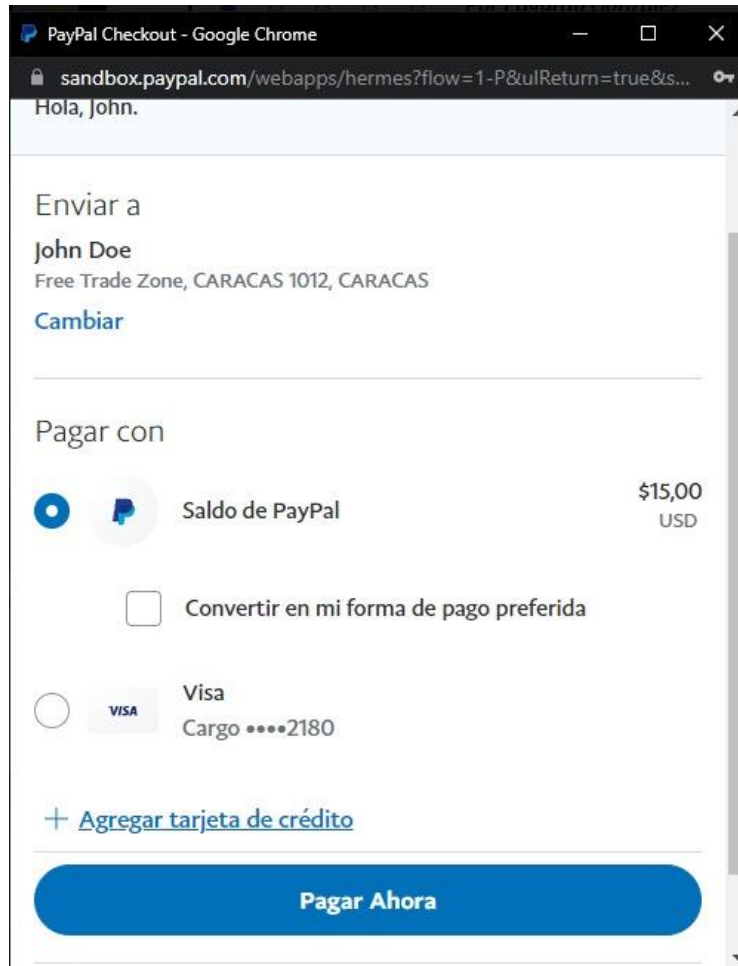 PayPal Checkout - Google Chrome
sandbox.paypal.com/webapps/hermes?flow=1-P&ulReturn=true&s...
Hola, John.
Enviar a
John Doe
Free Trade Zone, CARACAS 1012, CARACAS
Cambiar
Pagar con
Saldo de PayPal
$15,00
USD
Convertir en mi forma de pago preferida
VISA
Visa
Cargo ••••2180
+ Agregar tarjeta de crédito
Pagar Ahora